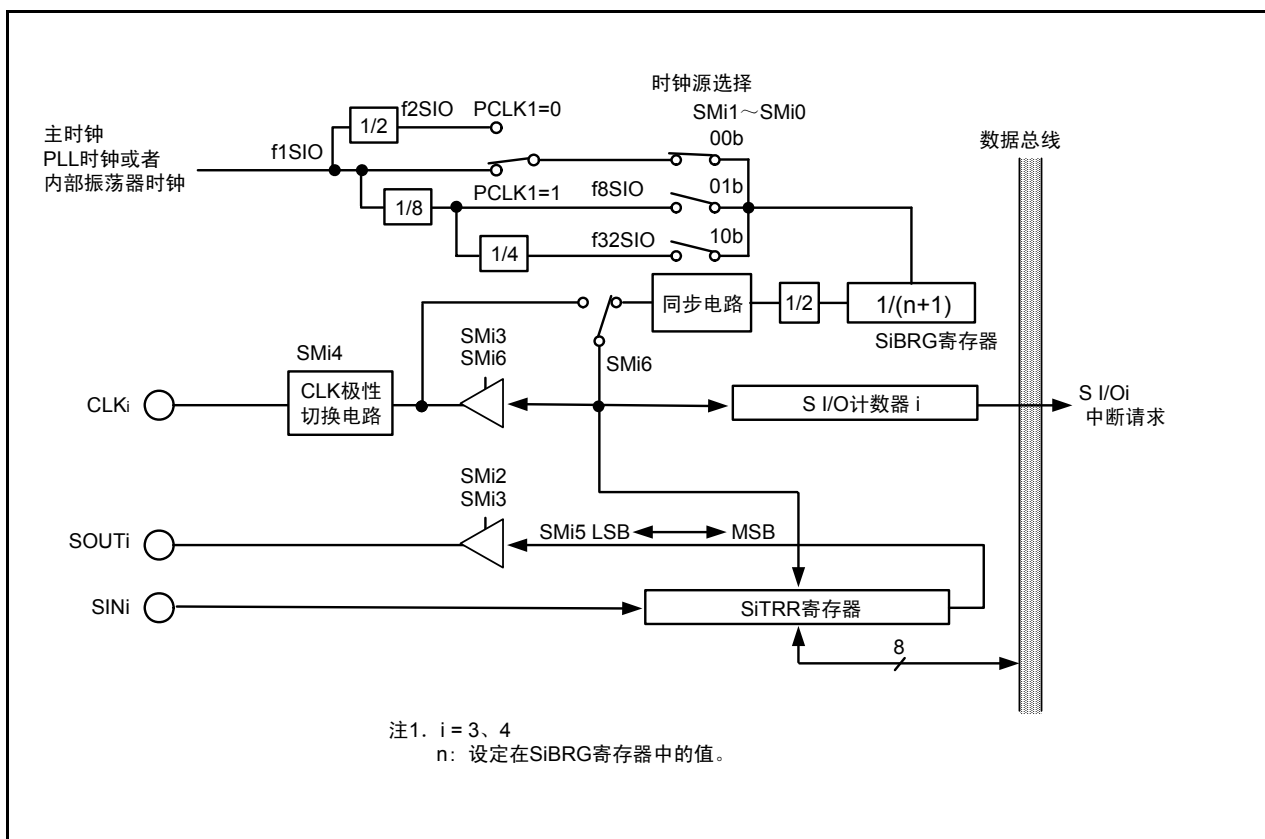 时钟源选择
f2SIO
PCLK1=0
SMi1～SMi0
1/2
00b
主时钟
PLL时钟或者
内部振荡器时钟
f1SIO
数据总线
1/8
PCLK1=1
f8SIO
01b
1/4
f32SIO
10b
同步电路
1/2
1/(n+1)
SiBRG寄存器
SMi3
SMi6
SMi6
SMi4
CLKi
CLK极性
切换电路
S I/O计数器 i
S I/Oi
中断请求
SMi2
SMi3
SOUTi
SMi5 LSB
MSB
SINi
SiTRR寄存器
8
注1. i = 3、4
n: 设定在SiBRG寄存器中的值。